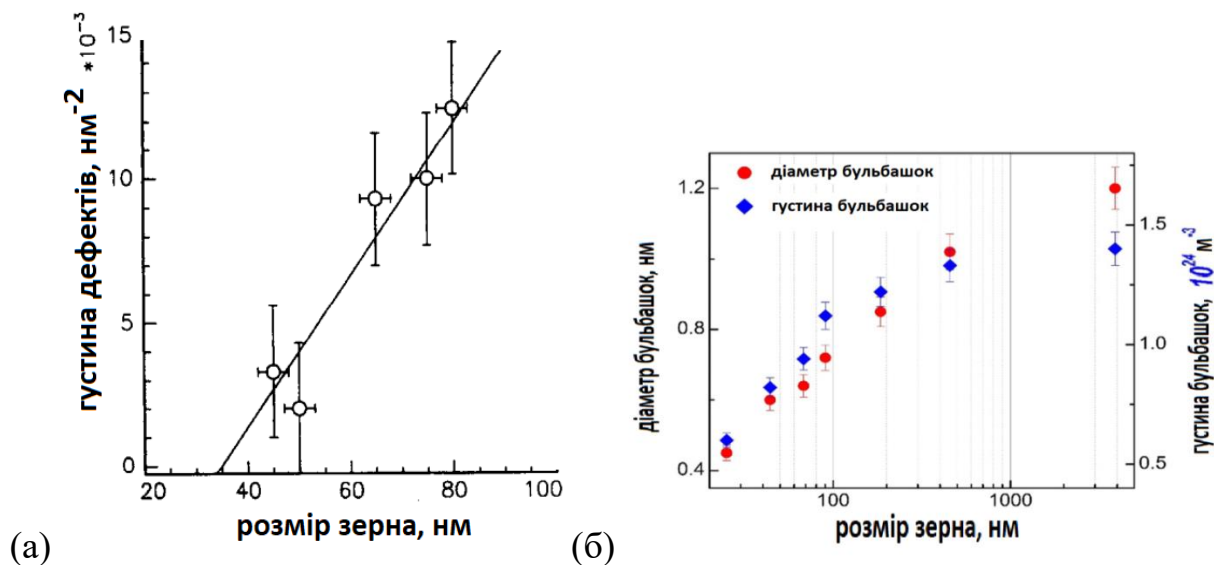 15
*10⁻³
10
5
0
густина дефектів, нм⁻²
20 40 60 80 100
розмір зерна, нм
(а)
діаметр бульбашок
густина бульбашок
1.2
0.8
0.4
діаметр бульбашок, нм
1.5
1.0
0.5
густина бульбашок, 10²⁴ м⁻³
100 1000
розмір зерна, нм
(б)